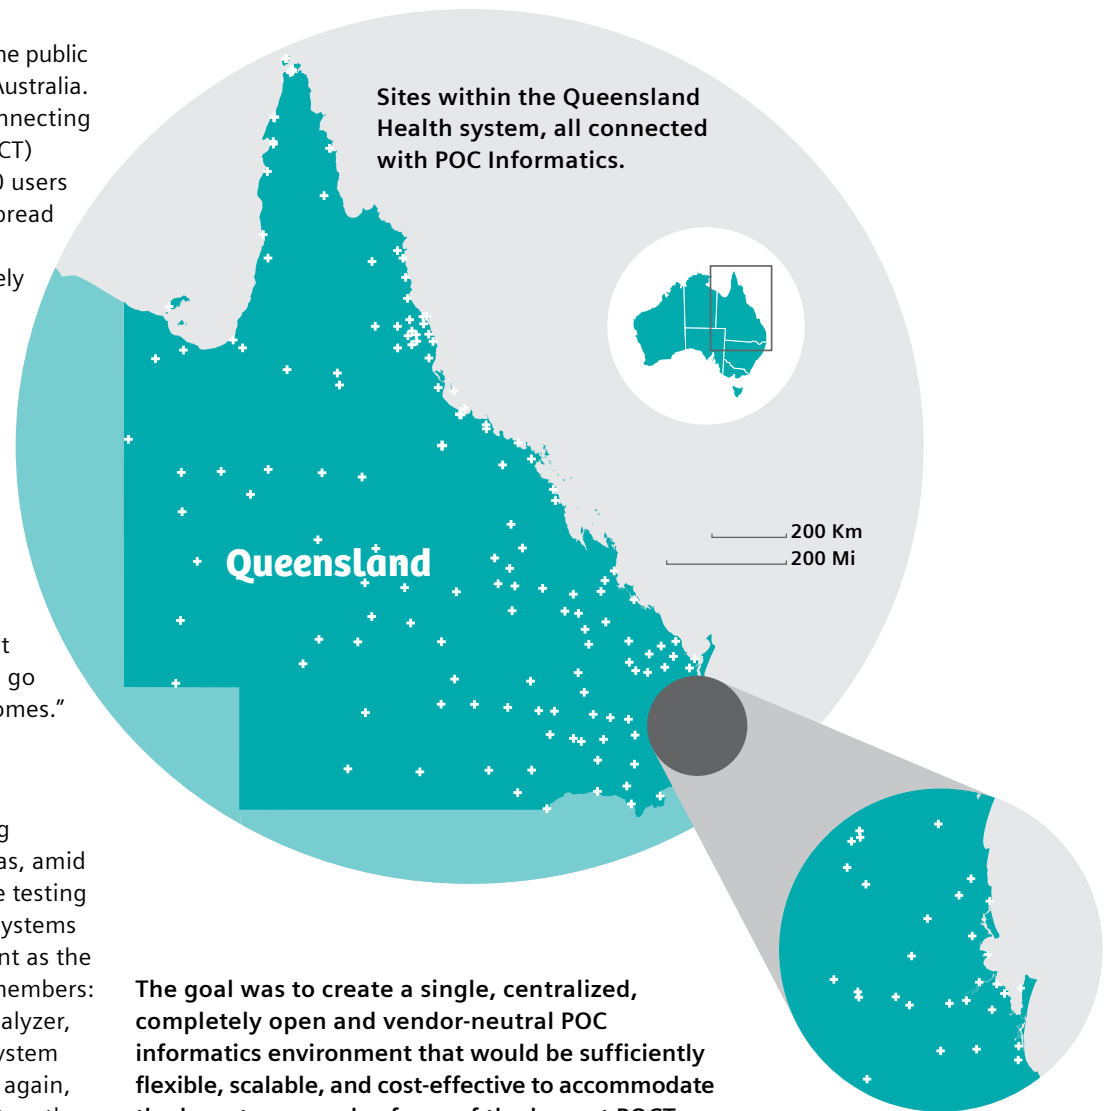 ne public
Australia.
nnecting
CT)
0 users
pread
ely
t
go
omes.”
g
as, amid
e testing
ystems
nt as the
members:
alyzer,
ystem
again,
Sites within the Queensland
Health system, all connected
with POC Informatics.
200 Km
200 Mi
Queensland
The goal was to create a single, centralized,
completely open and vendor-neutral POC
informatics environment that would be sufficiently
flexible, scalable, and cost-effective to accommodate